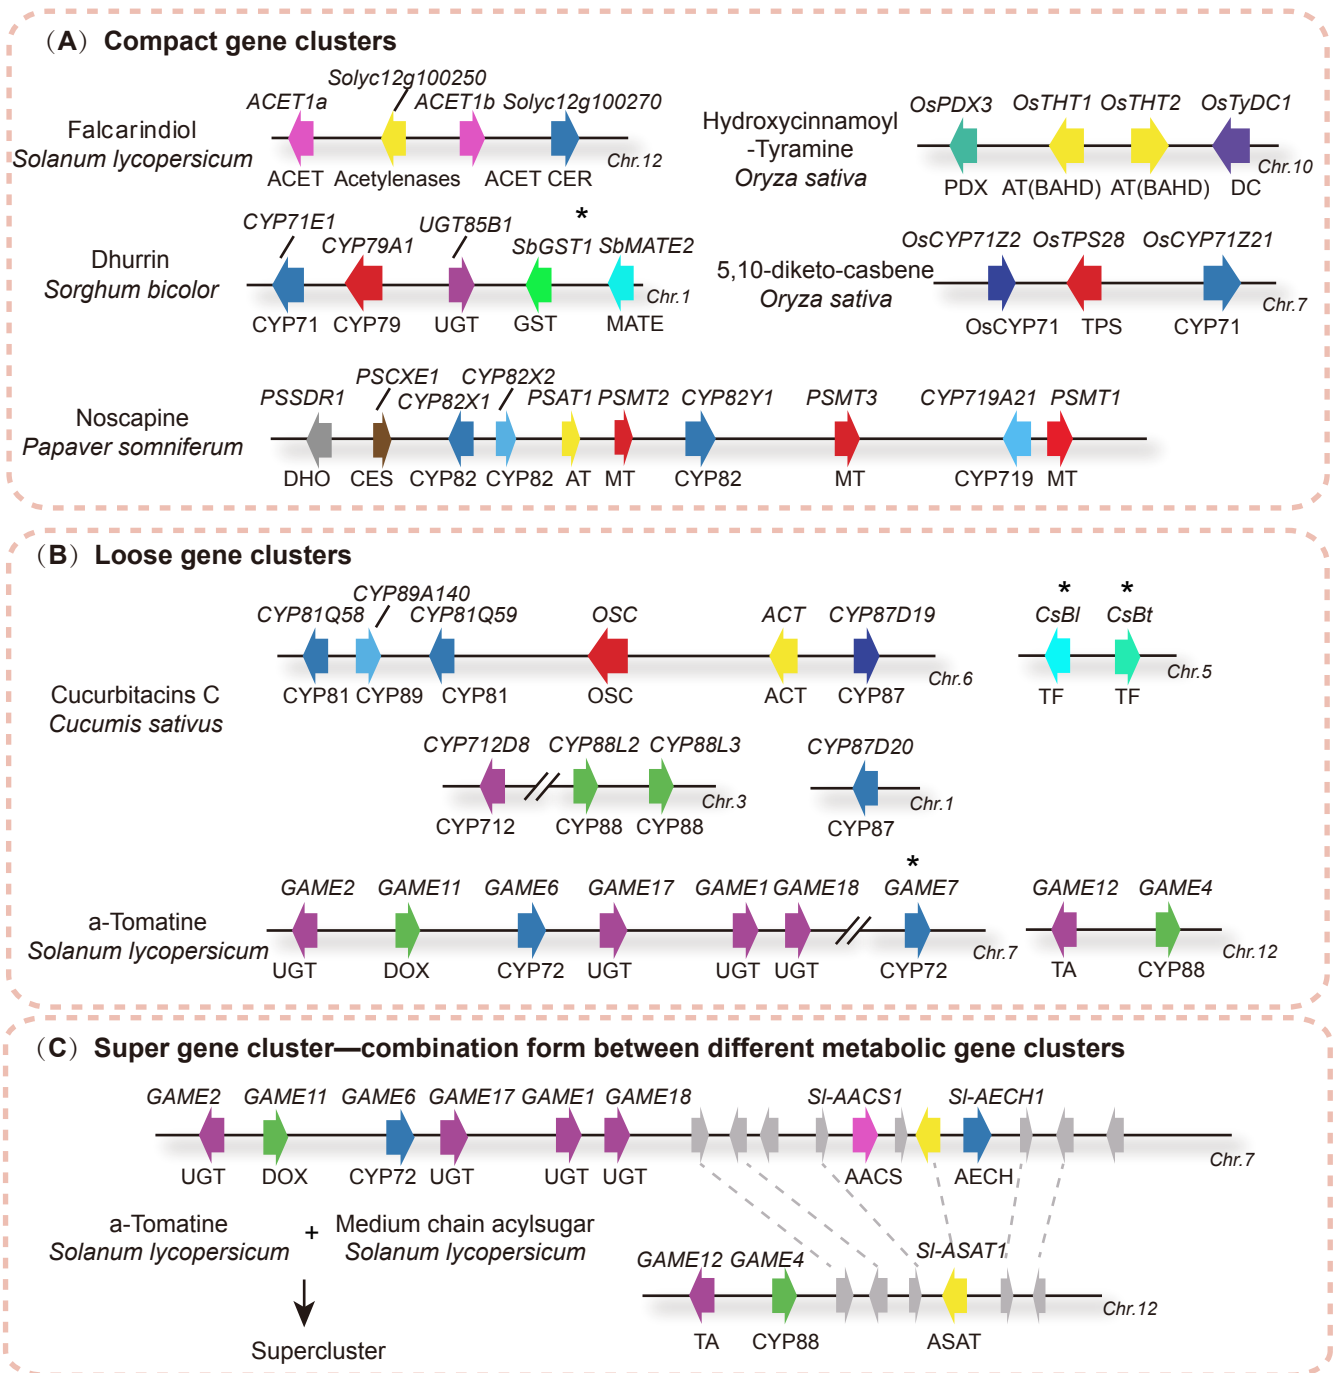 (A) Compact gene clusters
Solyc12g100250
ACET1a ACET1b Solyc12g100270
Falcarindiol
Solanum lycopersicum
Chr.12
ACET Acetylenases ACET CER
OsPDX3 OsTHT1 OsTHT2 OsTyDC1
Hydroxycinnamoyl
-Tyramine
Oryza sativa
Chr.10
PDX AT(BAHD) AT(BAHD) DC
*
CYP71E1 UGT85B1
CYP79A1 SbGST1 SbMATE2
Dhurrin
Sorghum bicolor
Chr.1
CYP71 CYP79 UGT GST MATE
OsCYP71Z2 OsTPS28 OsCYP71Z21
5,10-diketo-casbene
Oryza sativa
Chr.7
OsCYP71 TPS CYP71
PSCXE1 CYP82X2
PSSDR1 CYP82X1 PSAT1 PSMT2 CYP82Y1 PSMT3 CYP719A21 PSMT1
Noscapine
Papaver somniferum
DHO CES CYP82 CYP82 AT MT CYP82 MT CYP719 MT
(B) Loose gene clusters
CYP89A140 * *
CYP81Q58 CYP81Q59 OSC ACT CYP87D19 CsBl CsBt
Chr.6 Chr.5
CYP81 CYP89 CYP81 OSC ACT CYP87 TF TF
Cucurbitacins C
Cucumis sativus
CYP712D8 CYP88L2 CYP88L3 CYP87D20
Chr.3 Chr.1
CYP712 CYP88 CYP88 CYP87
*
GAME2 GAME11 GAME6 GAME17 GAME1 GAME18 GAME7 GAME12 GAME4
a-Tomatine
Solanum lycopersicum
Chr.7 Chr.12
UGT DOX CYP72 UGT UGT UGT CYP72 TA CYP88
(C) Super gene cluster—combination form between different metabolic gene clusters
GAME2 GAME11 GAME6 GAME17 GAME1 GAME18 Sl-AACS1 Sl-AECH1
Chr.7
UGT DOX CYP72 UGT UGT UGT AACS AECH
a-Tomatine + Medium chain acylsugar
Solanum lycopersicum Solanum lycopersicum
GAME12 GAME4 Sl-ASAT1
Chr.12
TA CYP88 ASAT
Supercluster